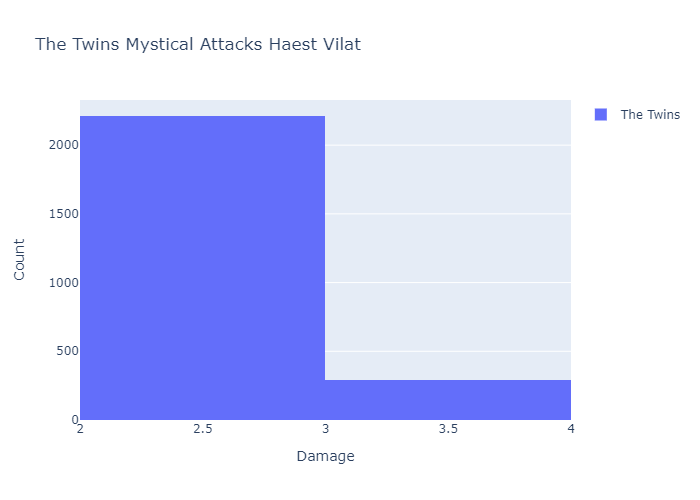 The Twins Mystical Attacks Haest Vilat
The Twins
2000
1500
1000
500
0
Count
2 2.5 3 3.5 4
Damage